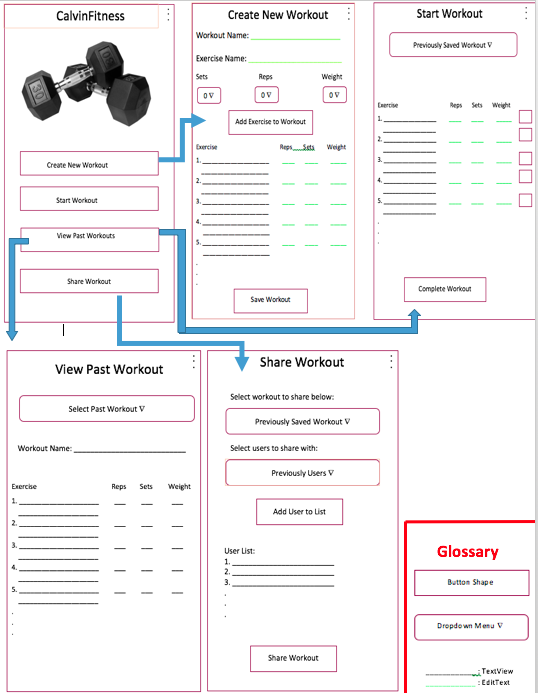 CalvinFitness
30
Create New Workout
Start Workout
View Past Workouts
Share Workout
Create New Workout
Workout Name:
Exercise Name:
Sets Reps Weight
0 ∇ 0 ∇ 0 ∇
Add Exercise to Workout
Exercise Reps Sets Weight
1.
2.
3.
4.
5.
.
.
.
Save Workout
Start Workout
Previously Saved Workout ∇
Exercise Reps Sets Weight
1.
2.
3.
4.
5.
.
.
.
Complete Workout
View Past Workout
Select Past Workout ∇
Workout Name:
Exercise Reps Sets Weight
1.
2.
3.
4.
5.
.
.
.
Share Workout
Select workout to share below:
Previously Saved Workout ∇
Select users to share with:
Previously Users ∇
Add User to List
User List:
1.
2.
3.
.
.
.
Share Workout
Glossary
Button Shape
Dropdown Menu ∇
: TextView
: EditText